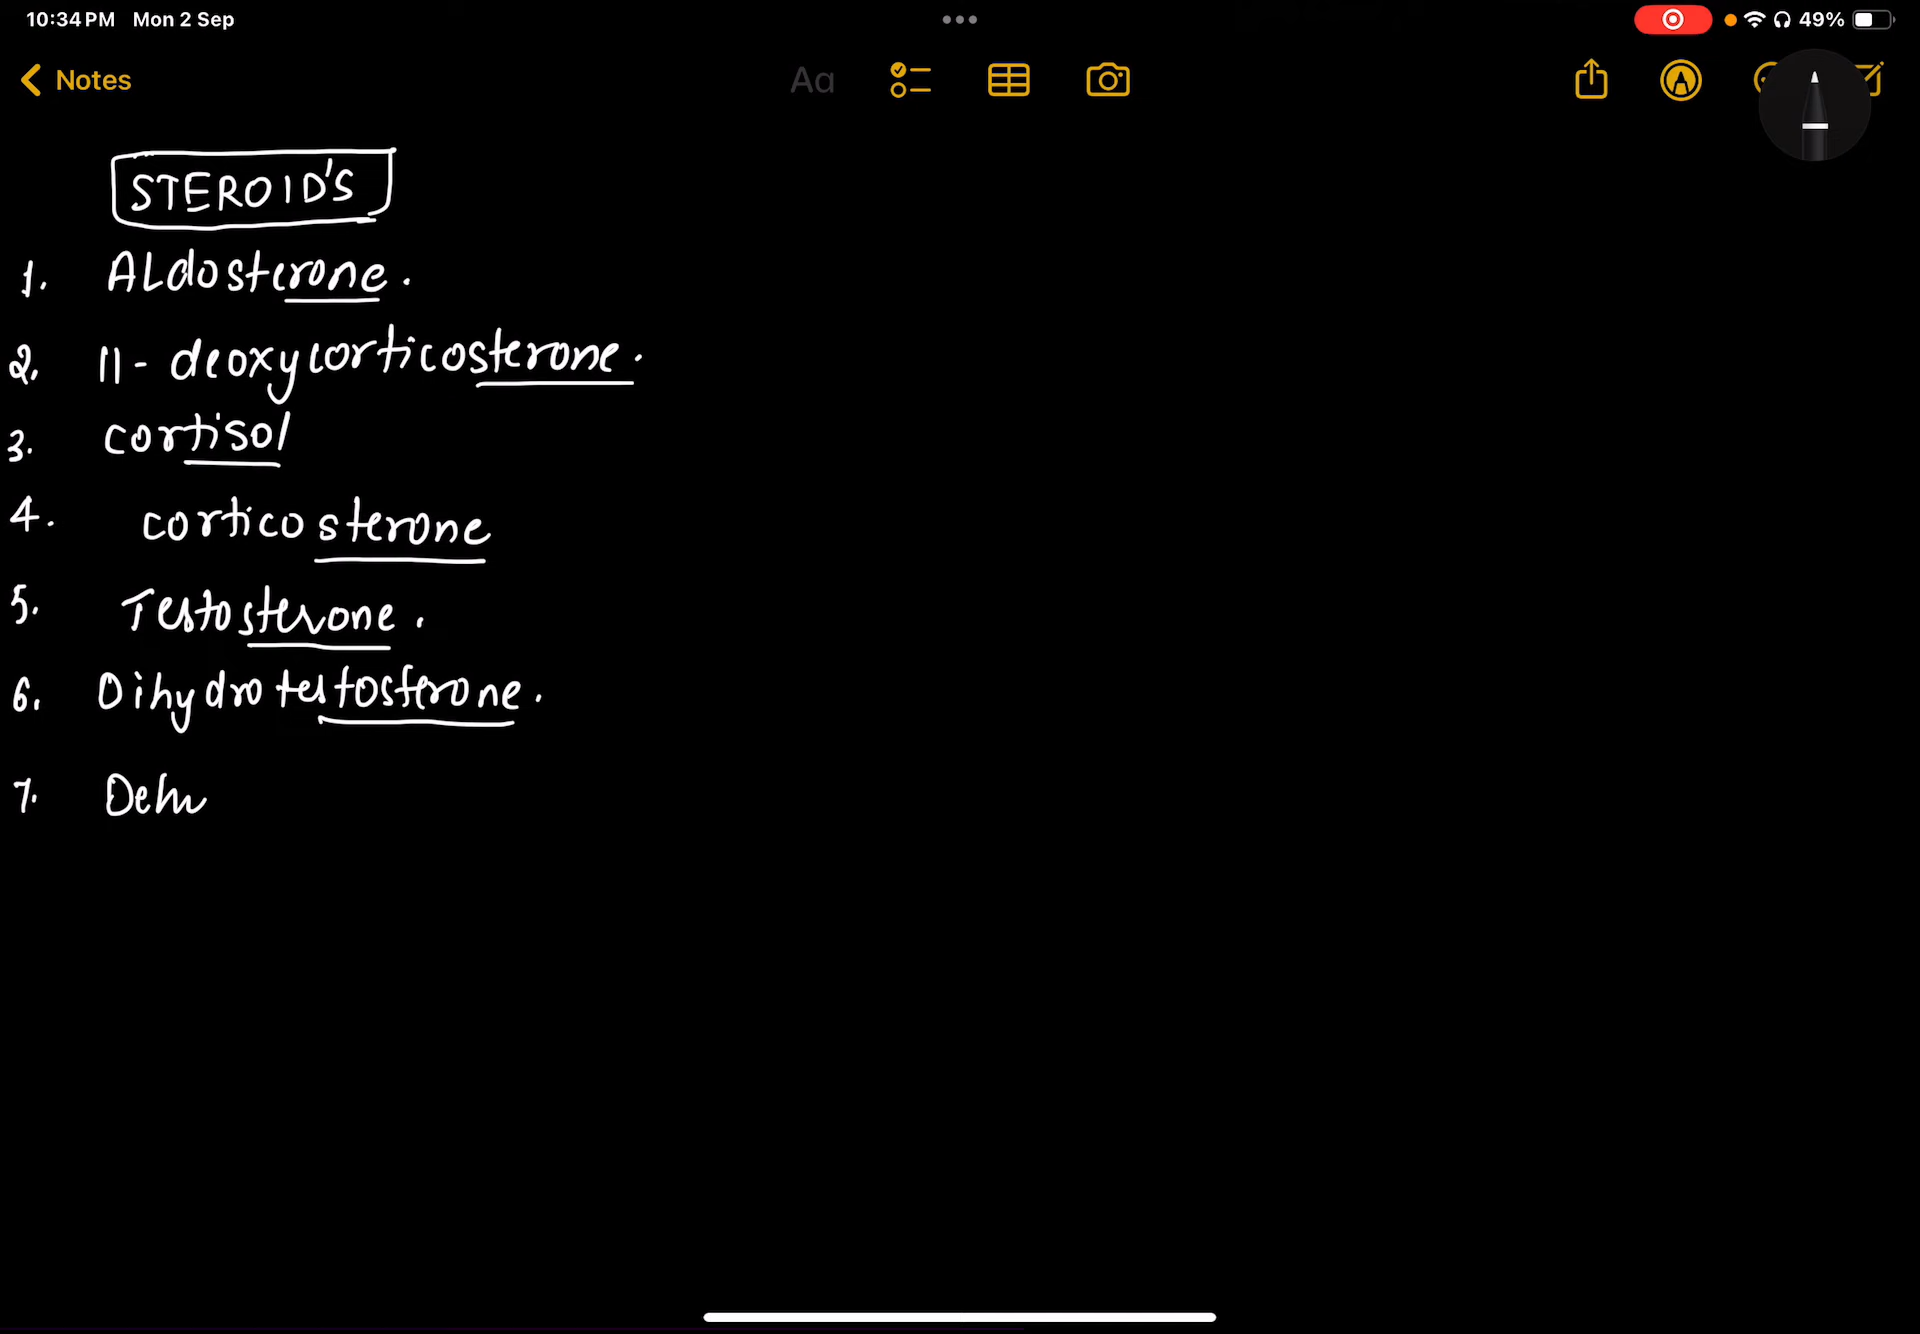 10:34 PM Mon 2 Sep
49%
Notes
Aa
STEROID'S
1. ALdosterone.
2. 11- deoxycorticosterone.
3. cortisol
4. corticosterone
5. Testosterone.
6. Dihydrotestosterone.
7. Dehy